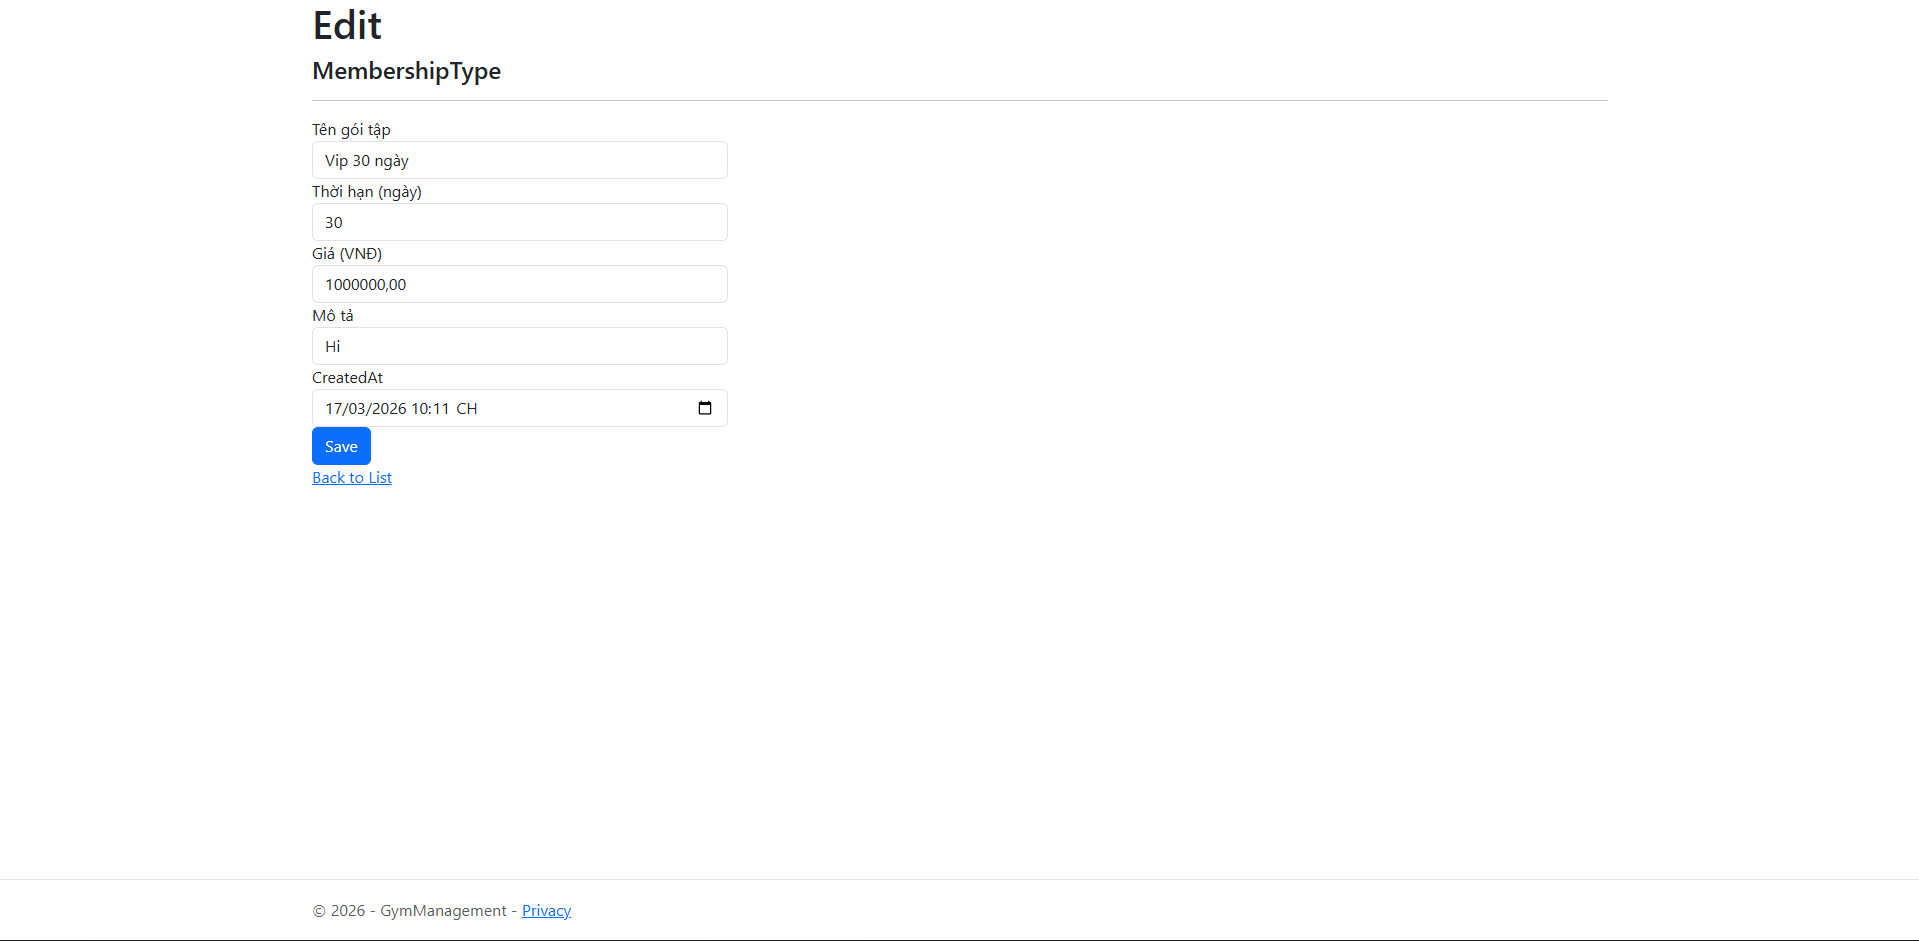 Edit
MembershipType
Tên gói tập
Vip 30 ngày
Thời hạn (ngày)
30
Giá (VNĐ)
1000000,00
Mô tả
Hi
CreatedAt
17/03/2026 10:11 CH
Save
Back to List
© 2026 - GymManagement - Privacy